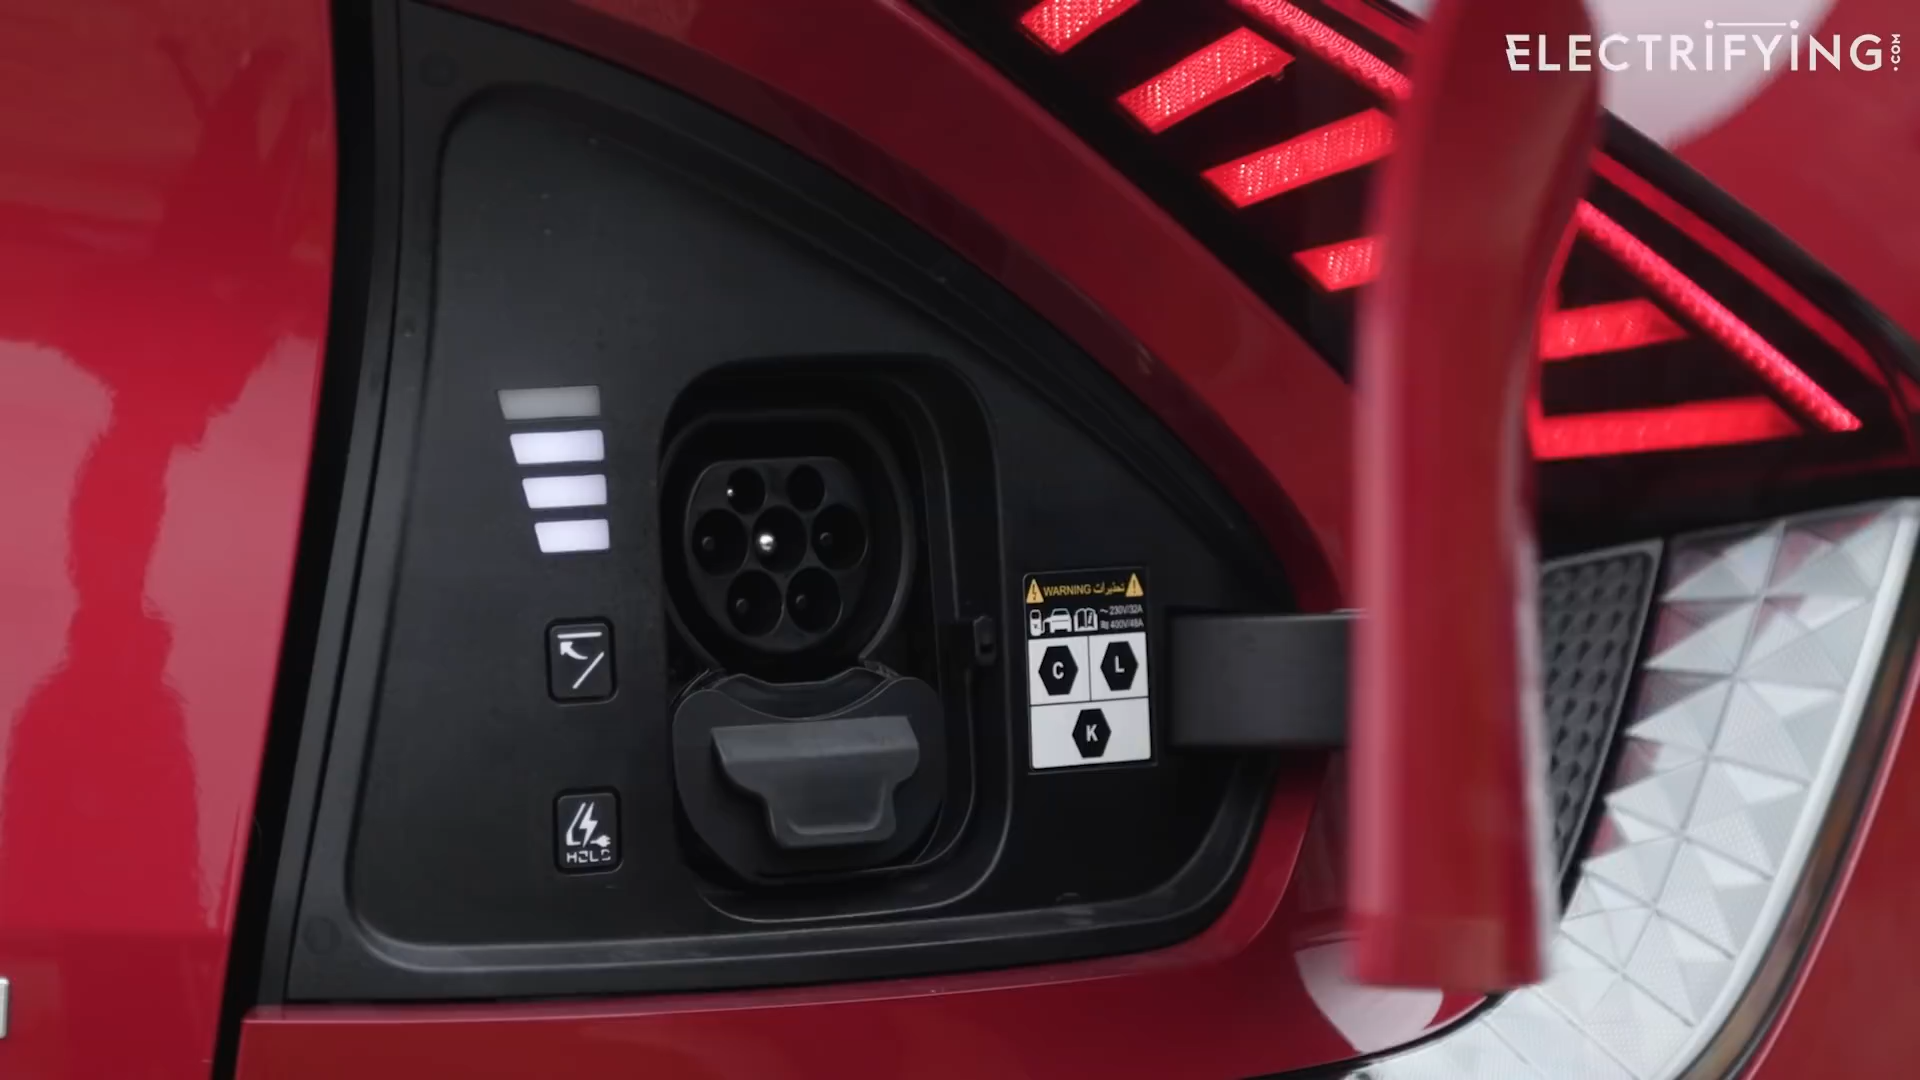 ELECTRIFYING.COM
WARNING تحذيرات
~ 230V/32A
400V/48A
C L
K
HOLD